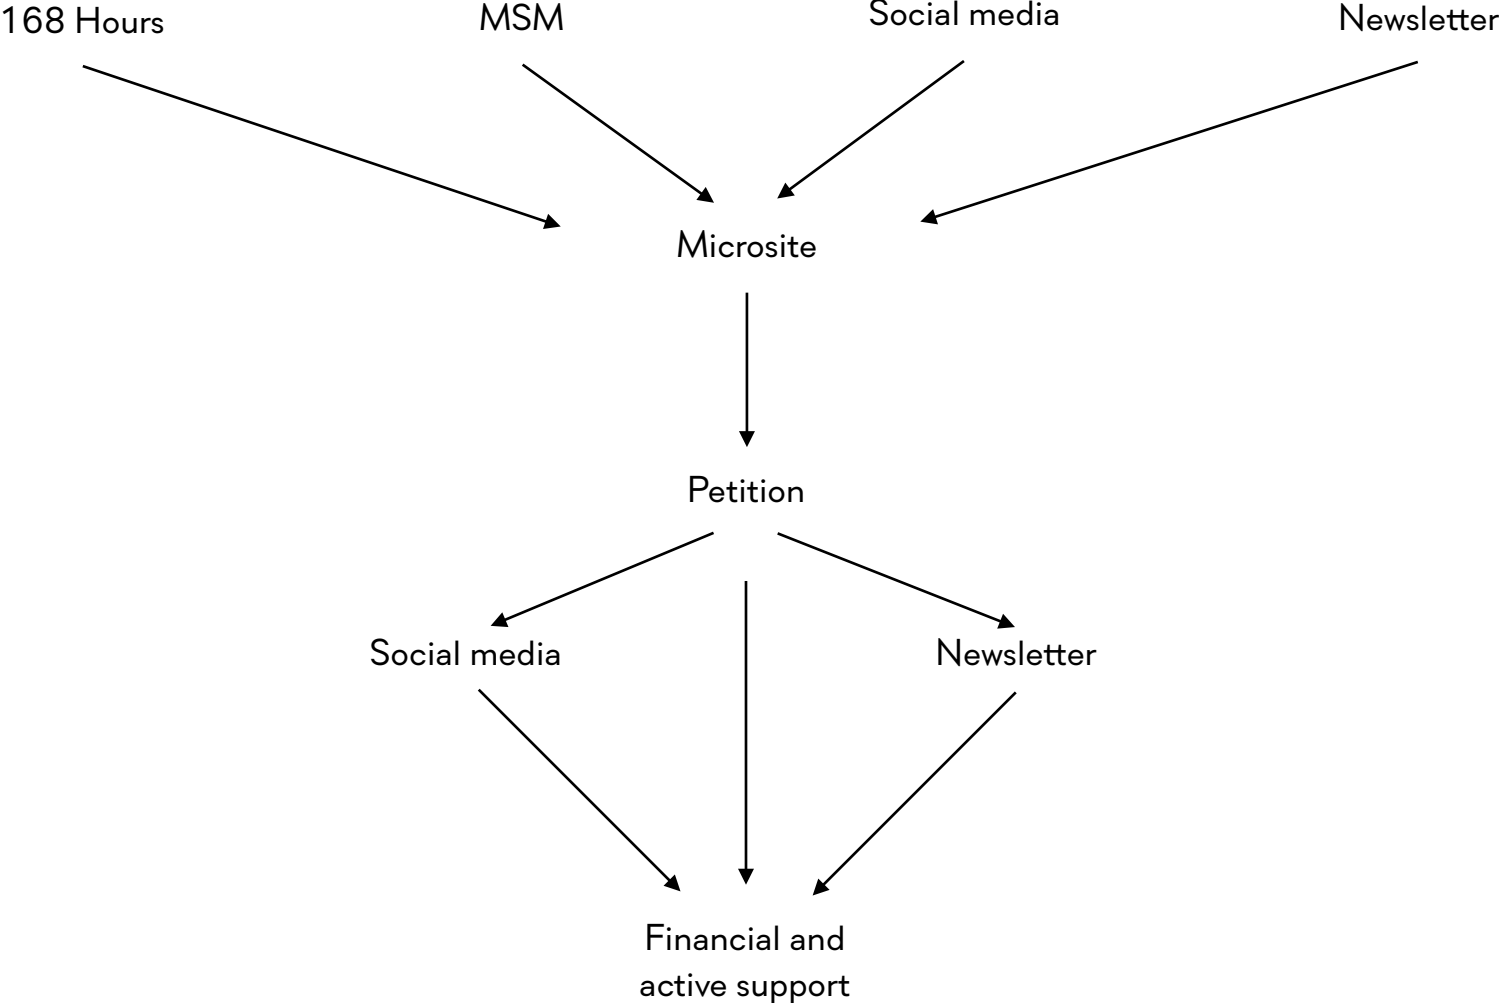 168 Hours
MSM
Social media
Newsletter
Microsite
Petition
Social media
Newsletter
Financial and
active support